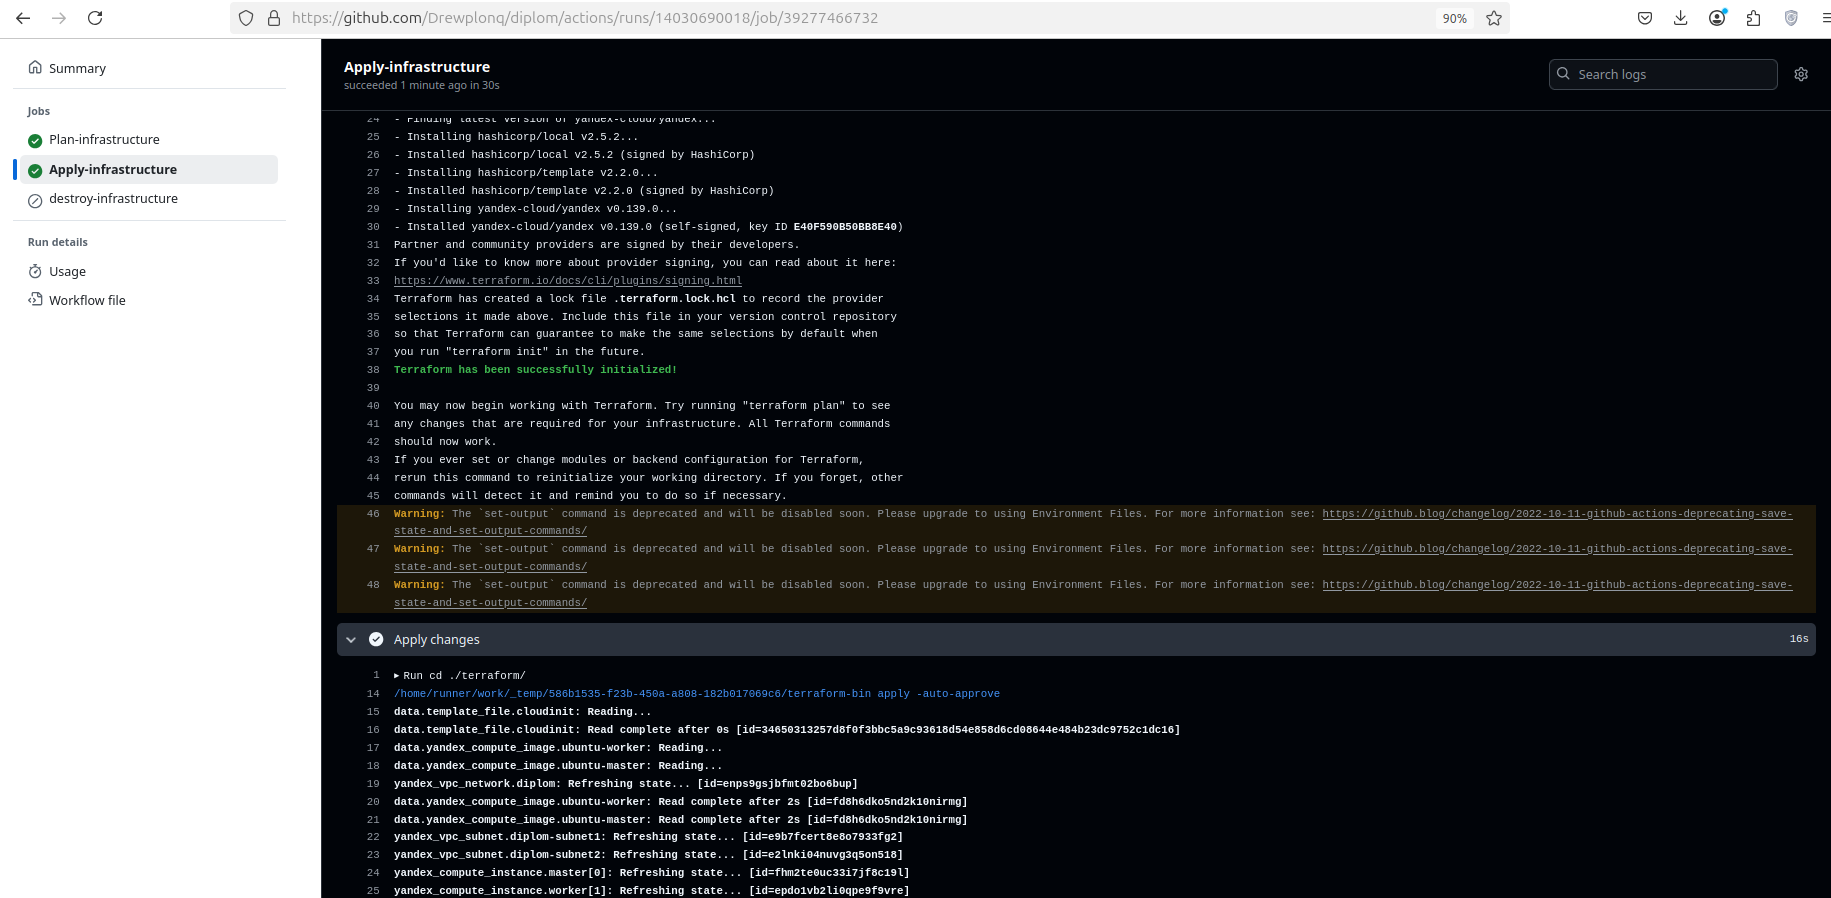 https://github.com/Drewplonq/diplom/actions/runs/14030690018/job/39277466732
90%
Summary
Jobs
Plan-infrastructure
Apply-infrastructure
destroy-infrastructure
Run details
Usage
Workflow file
Apply-infrastructure
succeeded 1 minute ago in 30s
Search logs
24 - Finding latest version of yandex-cloud/yandex...
25 - Installing hashicorp/local v2.5.2...
26 - Installed hashicorp/local v2.5.2 (signed by HashiCorp)
27 - Installing hashicorp/template v2.2.0...
28 - Installed hashicorp/template v2.2.0 (signed by HashiCorp)
29 - Installing yandex-cloud/yandex v0.139.0...
30 - Installed yandex-cloud/yandex v0.139.0 (self-signed, key ID E40F590B50BB8E40)
31 Partner and community providers are signed by their developers.
32 If you'd like to know more about provider signing, you can read about it here:
33 https://www.terraform.io/docs/cli/plugins/signing.html
34 Terraform has created a lock file .terraform.lock.hcl to record the provider
35 selections it made above. Include this file in your version control repository
36 so that Terraform can guarantee to make the same selections by default when
37 you run "terraform init" in the future.
38 Terraform has been successfully initialized!
39
40 You may now begin working with Terraform. Try running "terraform plan" to see
41 any changes that are required for your infrastructure. All Terraform commands
42 should now work.
43 If you ever set or change modules or backend configuration for Terraform,
44 rerun this command to reinitialize your working directory. If you forget, other
45 commands will detect it and remind you to do so if necessary.
46 Warning: The `set-output` command is deprecated and will be disabled soon. Please upgrade to using Environment Files. For more information see: https://github.blog/changelog/2022-10-11-github-actions-deprecating-save-
state-and-set-output-commands/
47 Warning: The `set-output` command is deprecated and will be disabled soon. Please upgrade to using Environment Files. For more information see: https://github.blog/changelog/2022-10-11-github-actions-deprecating-save-
state-and-set-output-commands/
48 Warning: The `set-output` command is deprecated and will be disabled soon. Please upgrade to using Environment Files. For more information see: https://github.blog/changelog/2022-10-11-github-actions-deprecating-save-
state-and-set-output-commands/
Apply changes 16s
1 ▸ Run cd ./terraform/
14 /home/runner/work/_temp/586b1535-f23b-450a-a808-182b017069c6/terraform-bin apply -auto-approve
15 data.template_file.cloudinit: Reading...
16 data.template_file.cloudinit: Read complete after 0s [id=34650313257d8f0f3bbc5a9c93618d54e858d6cd08644e484b23dc9752c1dc16]
17 data.yandex_compute_image.ubuntu-worker: Reading...
18 data.yandex_compute_image.ubuntu-master: Reading...
19 yandex_vpc_network.diplom: Refreshing state... [id=enps9gsjbfmt02bo6bup]
20 data.yandex_compute_image.ubuntu-worker: Read complete after 2s [id=fd8h6dko5nd2k10nirmg]
21 data.yandex_compute_image.ubuntu-master: Read complete after 2s [id=fd8h6dko5nd2k10nirmg]
22 yandex_vpc_subnet.diplom-subnet1: Refreshing state... [id=e9b7fcert8e8o7933fg2]
23 yandex_vpc_subnet.diplom-subnet2: Refreshing state... [id=e2lnki04nuvg3q5on518]
24 yandex_compute_instance.master[0]: Refreshing state... [id=fhm2te0uc33i7jf8c19l]
25 yandex_compute_instance.worker[1]: Refreshing state... [id=epdo1vb2li0qpe9f9vre]